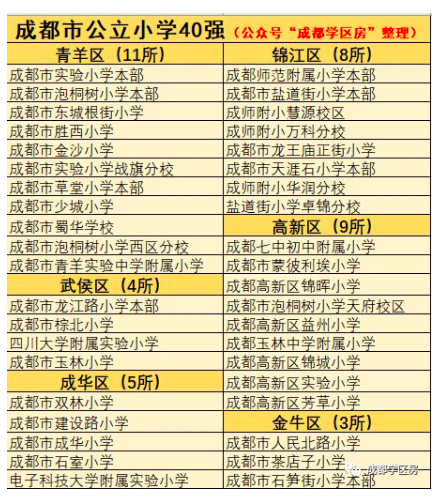 成都市公立小学40强（公众号“成都学区房”整理）
青羊区（11所）
成都市实验小学本部
成都市泡桐树小学本部
成都市东城根街小学
成都市胜西小学
成都市金沙小学
成都市实验小学战旗分校
成都市草堂小学本部
成都市少城小学
成都市蜀华学校
成都市泡桐树小学西区分校
成都市青羊实验中学附属小学
武侯区（4所）
成都市龙江路小学本部
成都市棕北小学
四川大学附属实验小学
成都市玉林小学
成华区（5所）
成都市双林小学
成都市建设路小学
成都市成华小学
成都市石室小学
电子科技大学附属实验小学
锦江区（8所）
成都师范附属小学本部
成都市盐道街小学本部
成师附小慧源校区
成师附小万科分校
成都市龙王庙正街小学
成都市天涯石小学本部
成师附小华润分校
盐道街小学卓锦分校
高新区（9所）
成都七中初中附属小学
成都市蒙彼利埃小学
成都高新区锦晖小学
成都市泡桐树小学天府校区
成都高新区益州小学
成都玉林中学附属小学
成都高新区锦城小学
成都高新区实验小学
成都高新区芳草小学
金牛区（3所）
成都市人民北路小学
成都市茶店子小学
成都市石笋街小学本部
成都学区房